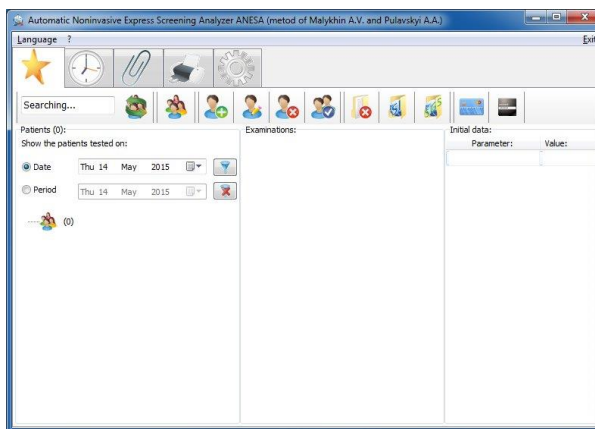 Automatic Noninvasive Express Screening Analyzer ANESA (metod of Malykhin A.V. and Pulavskyi A.A.)
Language ? Exit
Searching...
Patients (0): Examinations: Initial data:
Show the patients tested on: Parameter: Value:
Date Thu 14 May 2015
Period Thu 14 May 2015
(0)